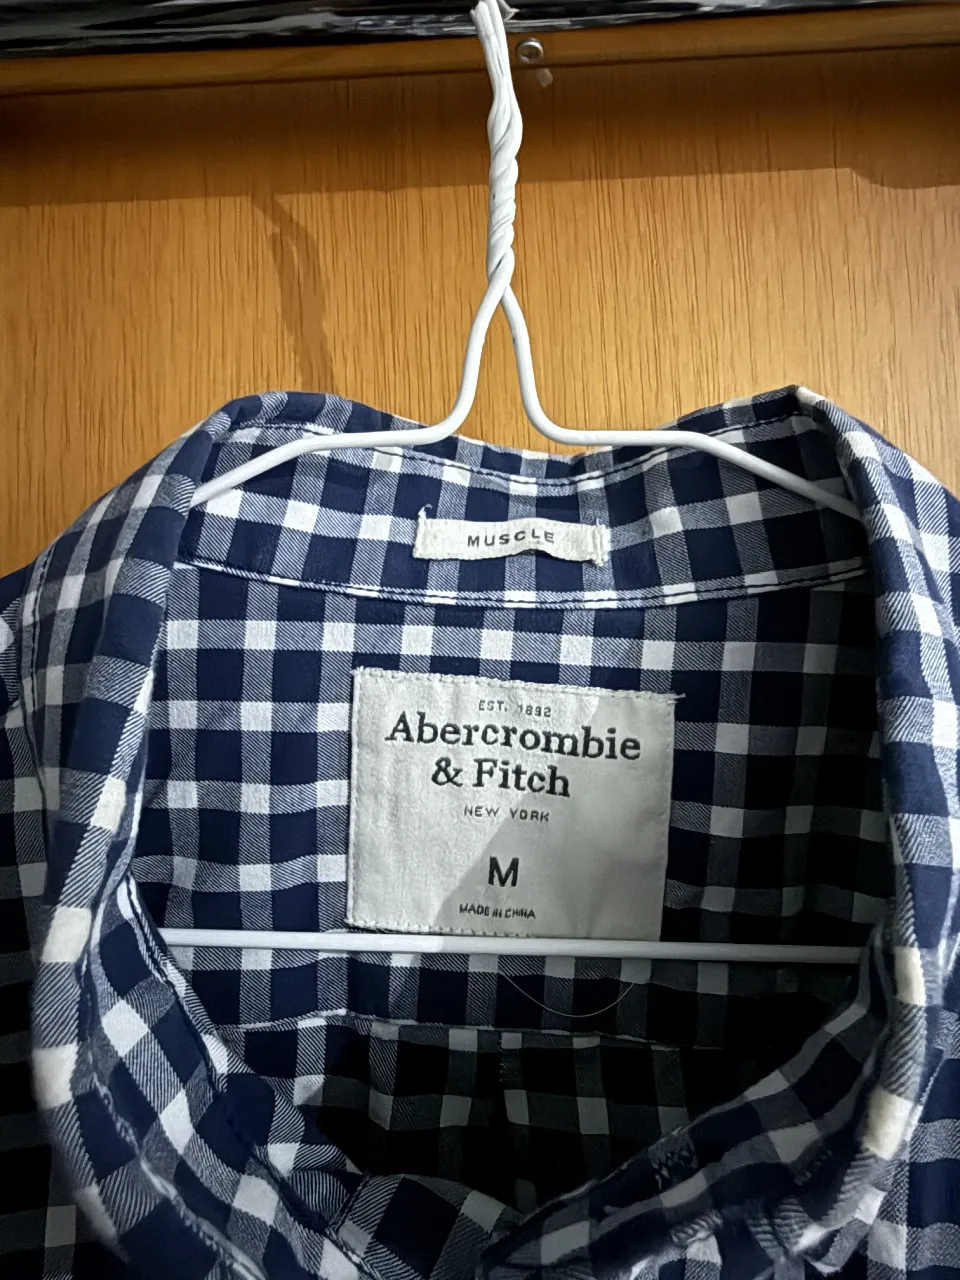 MUSCLE
EST. 1892
Abercrombie
& Fitch
NEW YORK
M
MADE IN CHINA